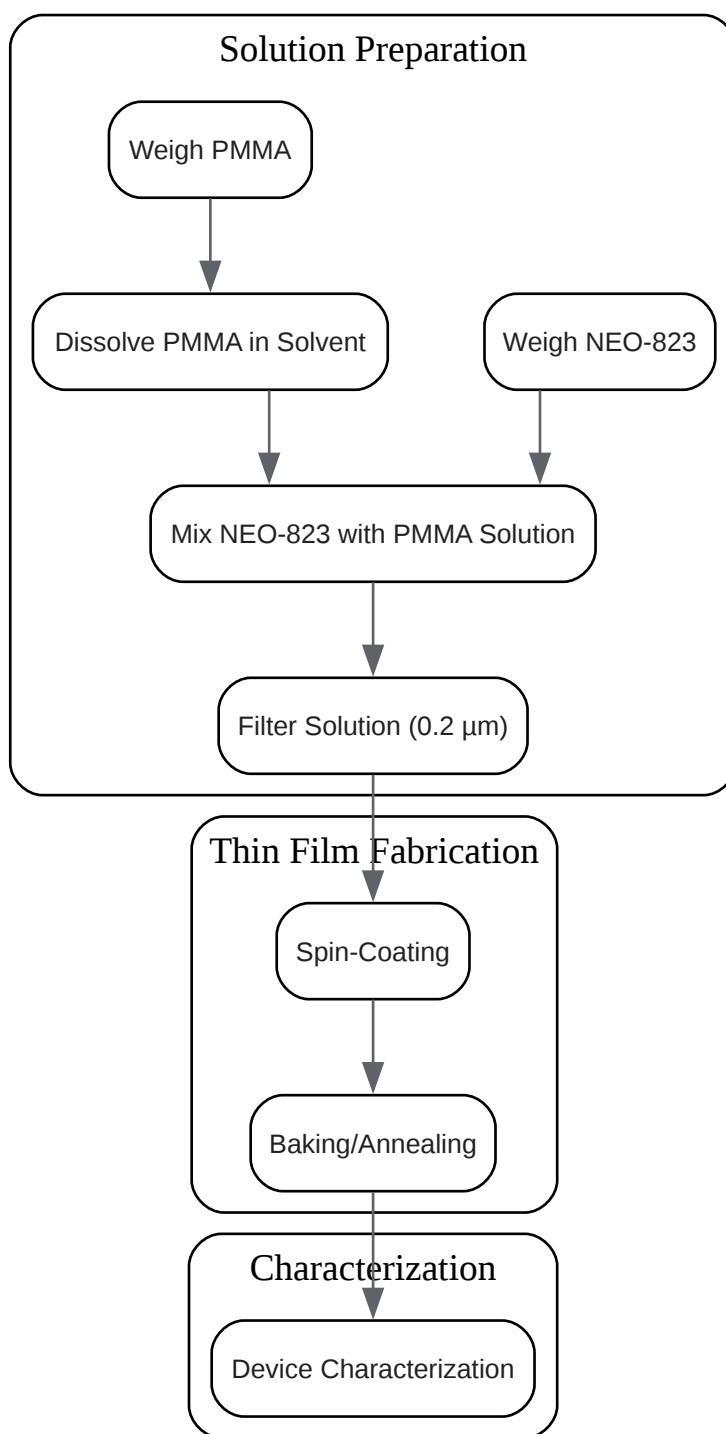 Solution Preparation
Weigh PMMA
Dissolve PMMA in Solvent
Weigh NEO-823
Mix NEO-823 with PMMA Solution
Filter Solution (0.2 µm)
Thin Film Fabrication
Spin-Coating
Baking/Annealing
Characterization
Device Characterization